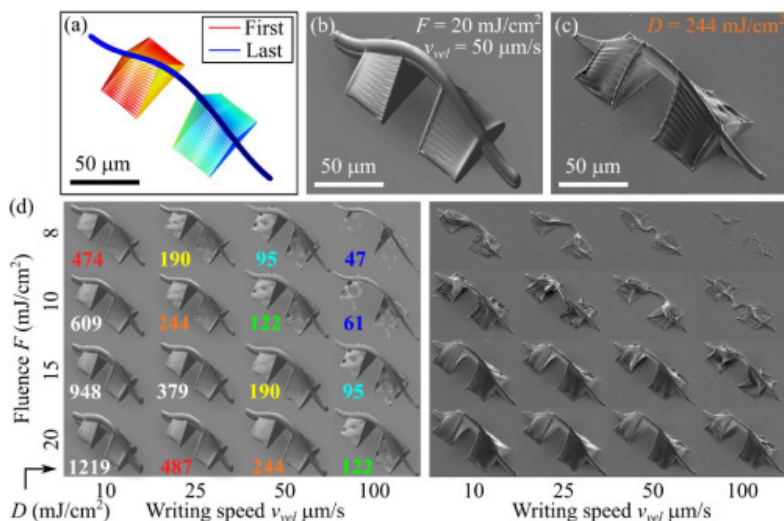 (a)
First
Last
50 μm
(b)
F = 20 mJ/cm²
v_vel = 50 μm/s
50 μm
(c)
D = 244 mJ/cm²
50 μm
(d)
Fluence F (mJ/cm²)
8
474 190 95 47
10
609 244 122 61
15
948 379 190 95
20
1219 487 244 122
D (mJ/cm²)
10 25 50 100
Writing speed v_vel μm/s
10 25 50 100
Writing speed v_vel μm/s